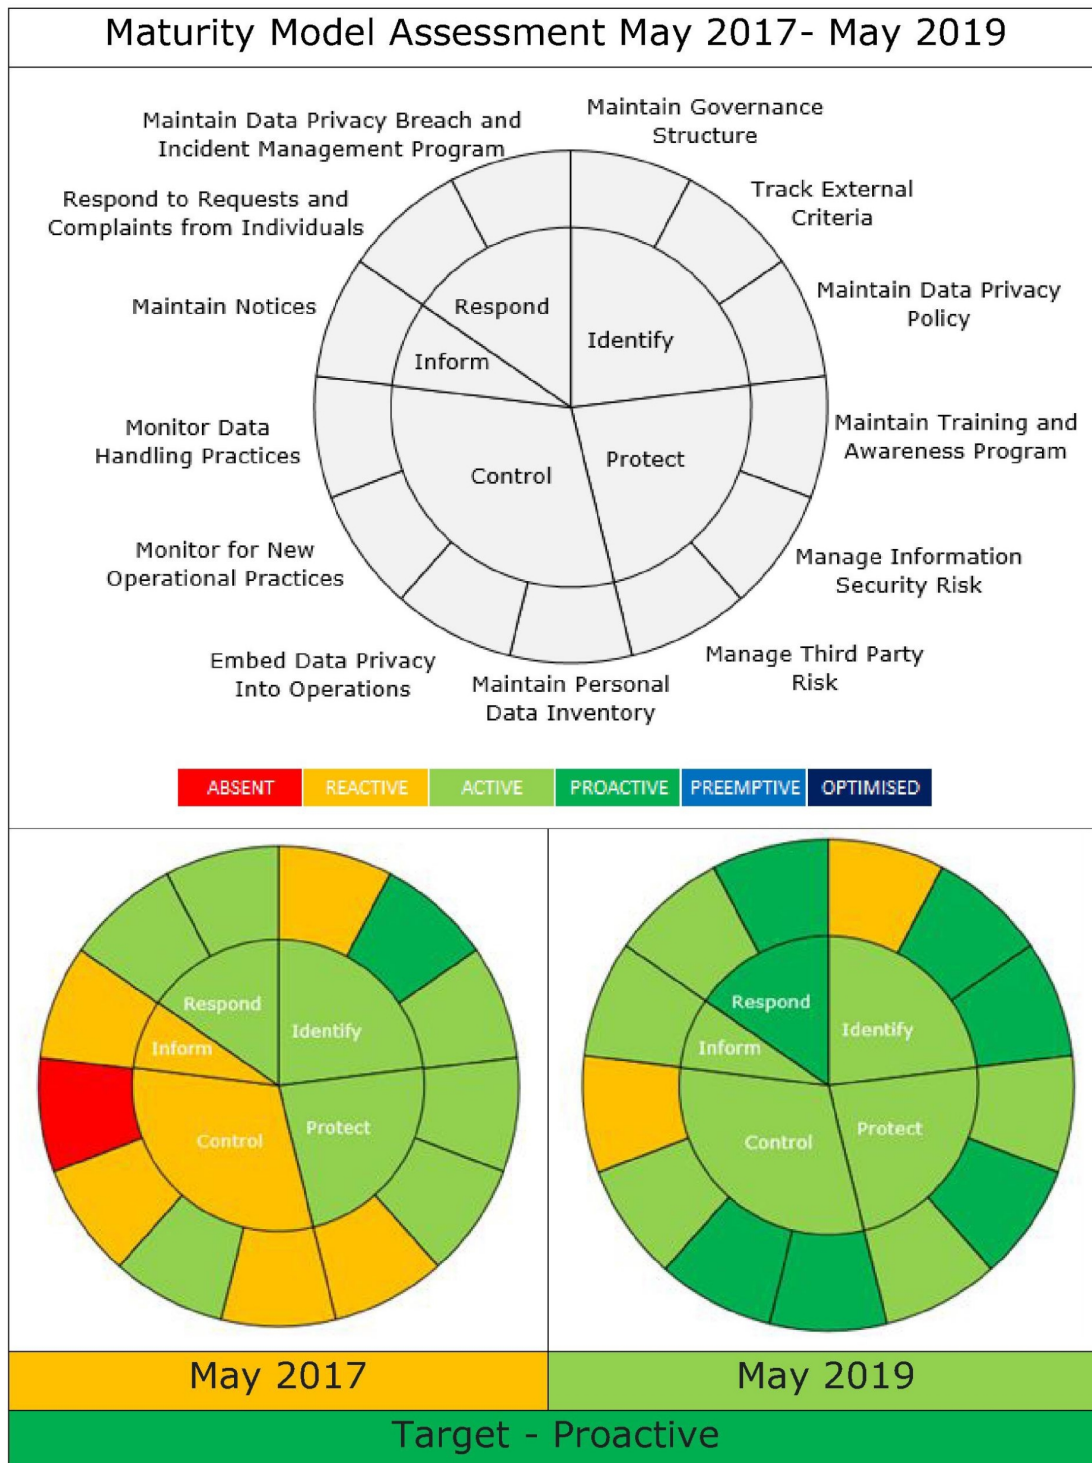 Maturity Model Assessment May 2017- May 2019
Maintain Data Privacy Breach and
Incident Management Program
Maintain Governance
Structure
Respond to Requests and
Complaints from Individuals
Track External
Criteria
Maintain Notices
Maintain Data Privacy
Policy
Respond
Identify
Inform
Monitor Data
Handling Practices
Maintain Training and
Awareness Program
Control
Protect
Monitor for New
Operational Practices
Manage Information
Security Risk
Embed Data Privacy
Into Operations
Maintain Personal
Data Inventory
Manage Third Party
Risk
ABSENT REACTIVE ACTIVE PROACTIVE PREEMPTIVE OPTIMISED
Respond
Identify
Inform
Control
Protect
Respond
Identify
Inform
Control
Protect
May 2017
May 2019
Target - Proactive